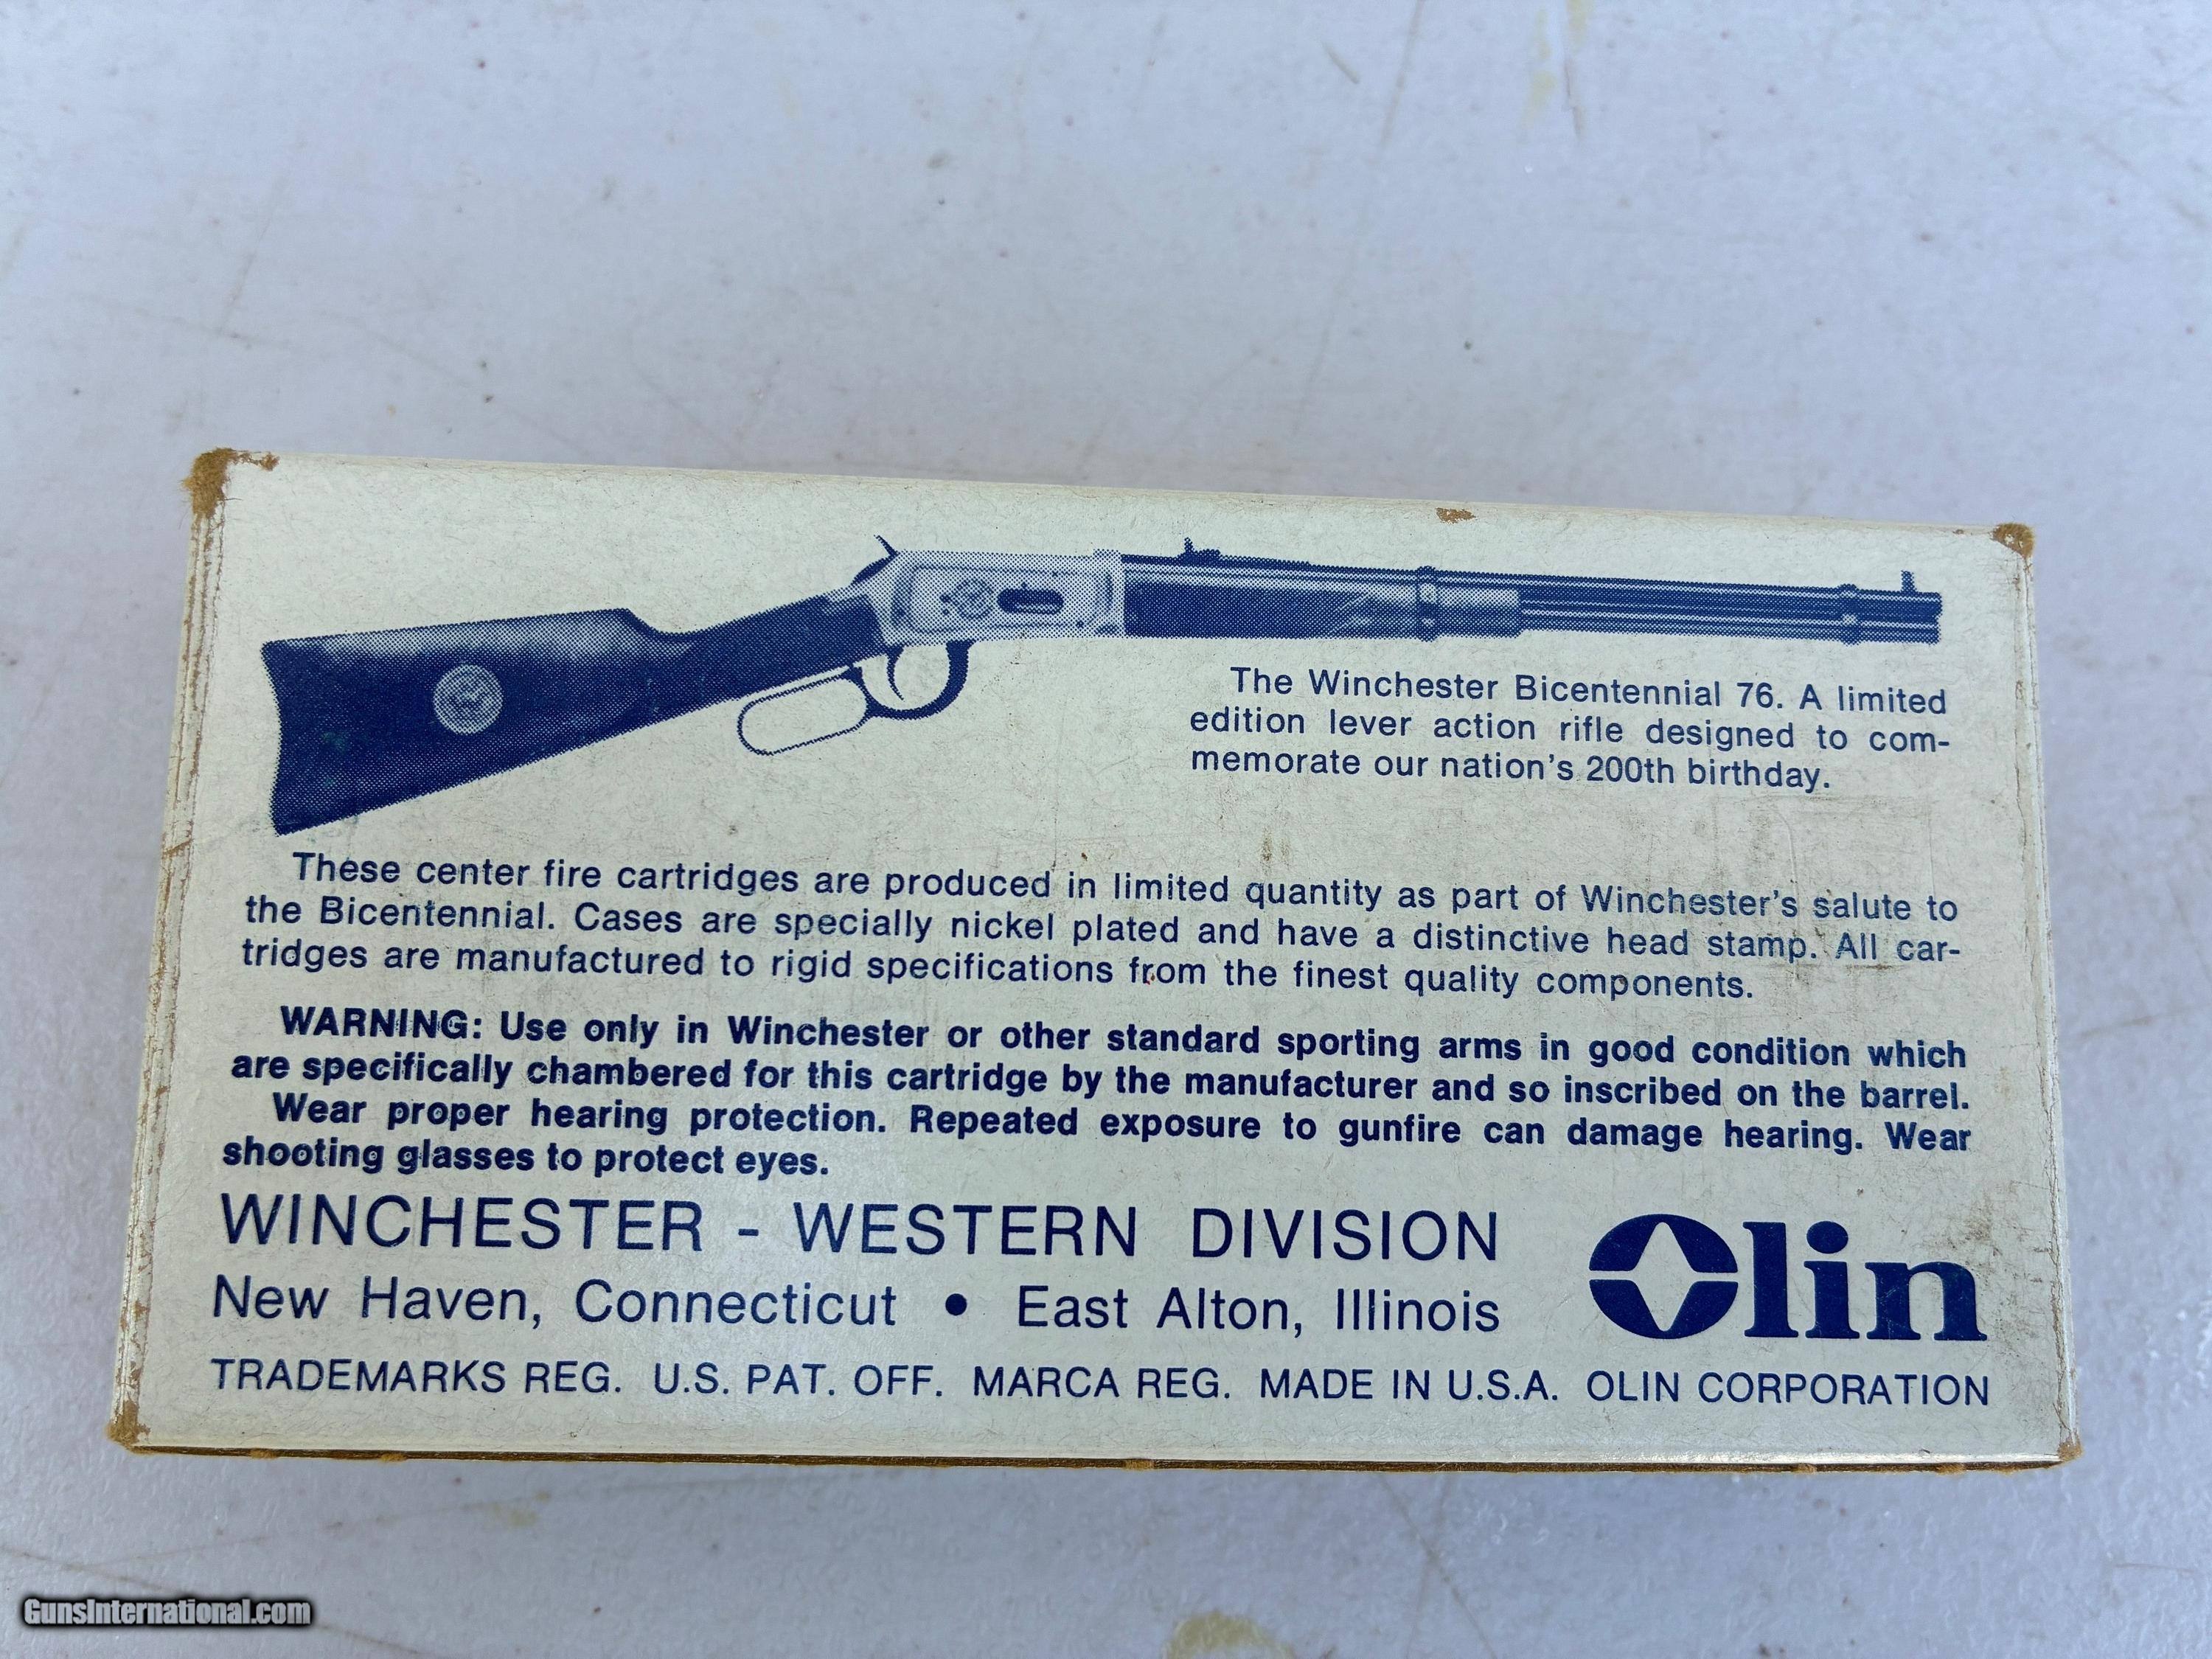 The Winchester Bicentennial 76. A limited
edition lever action rifle designed to com-
memorate our nation's 200th birthday.
These center fire cartridges are produced in limited quantity as part of Winchester's salute to
the Bicentennial. Cases are specially nickel plated and have a distinctive head stamp. All car-
tridges are manufactured to rigid specifications from the finest quality components.
WARNING: Use only in Winchester or other standard sporting arms in good condition which
are specifically chambered for this cartridge by the manufacturer and so inscribed on the barrel.
Wear proper hearing protection. Repeated exposure to gunfire can damage hearing. Wear
shooting glasses to protect eyes.
WINCHESTER - WESTERN DIVISION
New Haven, Connecticut • East Alton, Illinois
Olin
TRADEMARKS REG. U.S. PAT. OFF. MARCA REG. MADE IN U.S.A. OLIN CORPORATION
GunsInternational.com